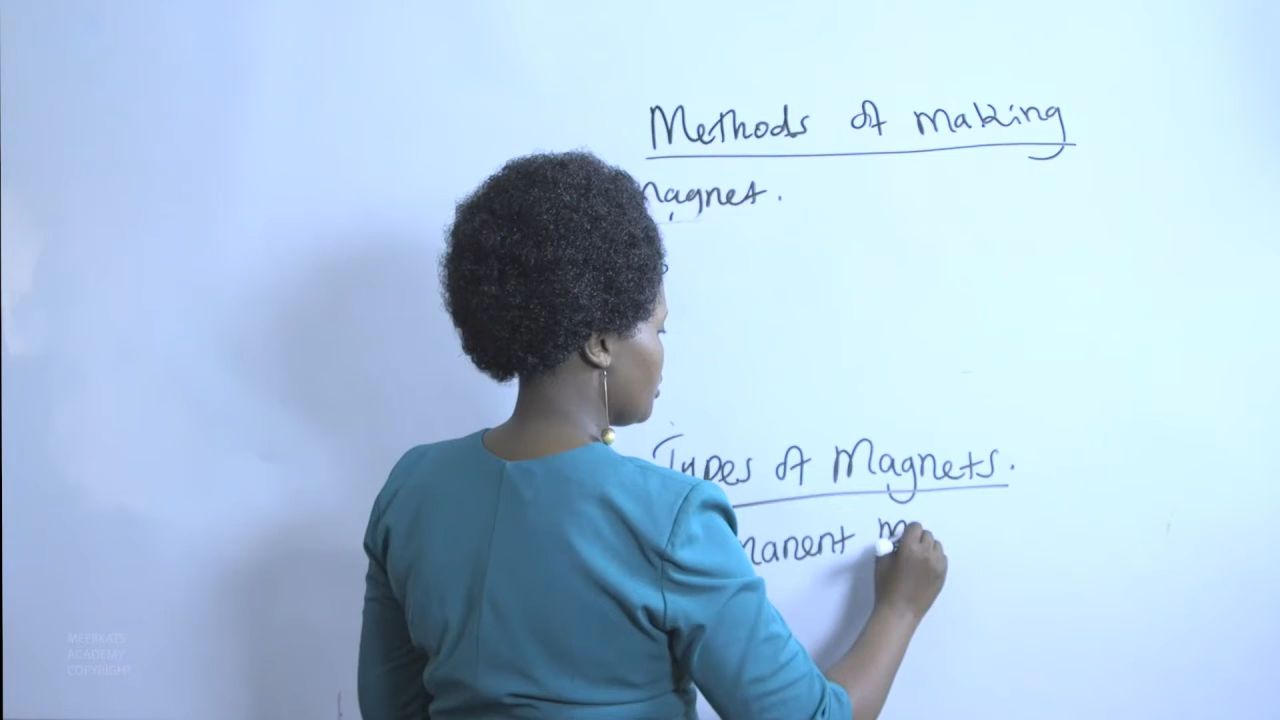 Methods of making
magnet.
Types of Magnets.
manent m
MEERKATS
ACADEMY
COPYRIGHT